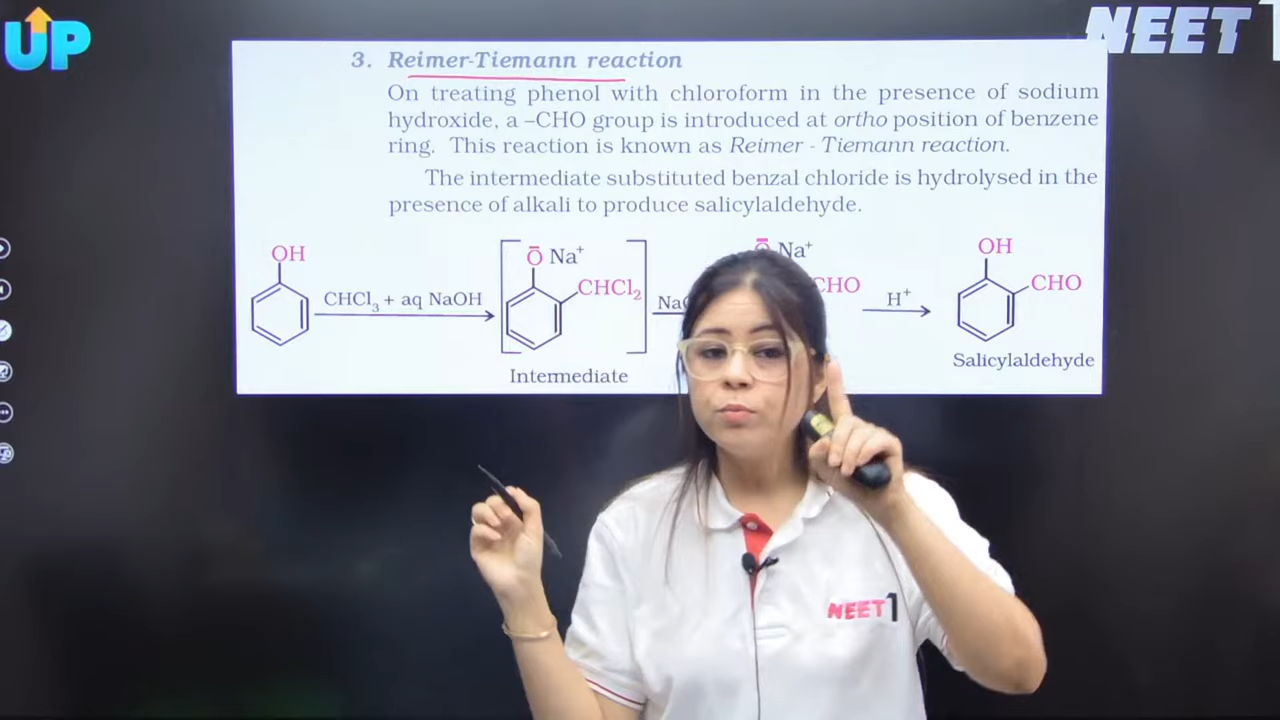 UP
NEET 1
3. Reimer-Tiemann reaction
On treating phenol with chloroform in the presence of sodium
hydroxide, a –CHO group is introduced at ortho position of benzene
ring. This reaction is known as Reimer - Tiemann reaction.
The intermediate substituted benzal chloride is hydrolysed in the
presence of alkali to produce salicylaldehyde.
OH
CHCl₃ + aq NaOH
Ō Na⁺
CHCl₂
Intermediate
Na⁺
CHO
H⁺
OH
CHO
Salicylaldehyde
NEET1